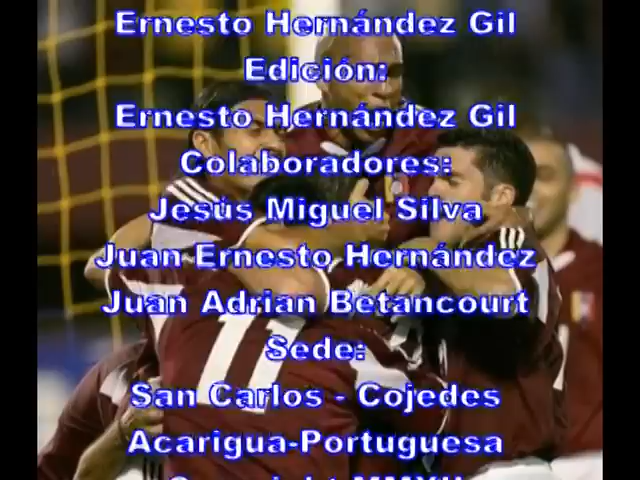 Ernesto Hernández Gil
Edición:
Ernesto Hernández Gil
Colaboradores:
Jesús Miguel Silva
Juan Ernesto Hernández
Juan Adrian Betancourt
Sede:
San Carlos - Cojedes
Acarigua-Portuguesa
11